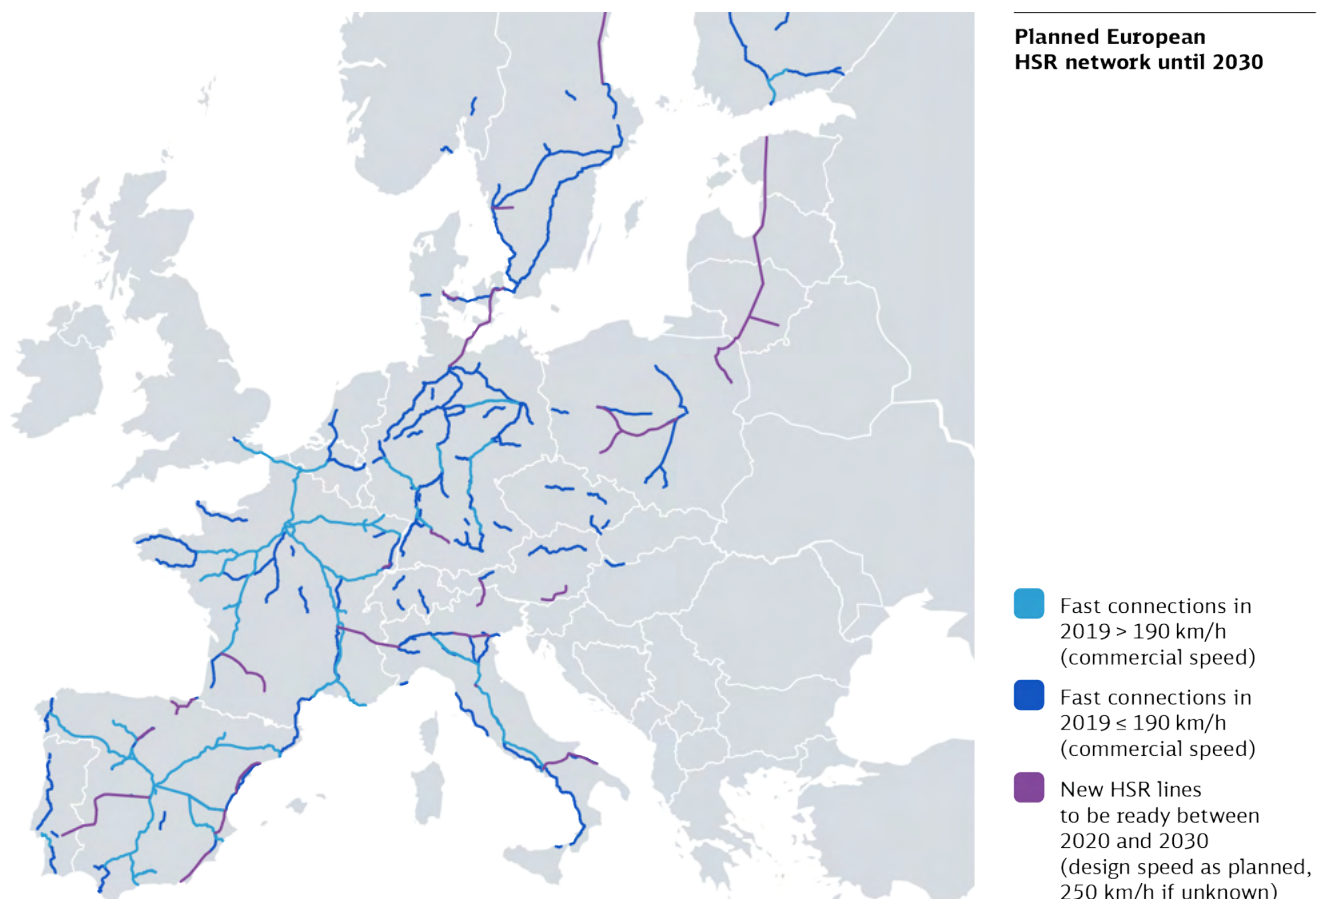 Planned European
HSR network until 2030
Fast connections in
2019 > 190 km/h
(commercial speed)
Fast connections in
2019 ≤ 190 km/h
(commercial speed)
New HSR lines
to be ready between
2020 and 2030
(design speed as planned,
250 km/h if unknown)